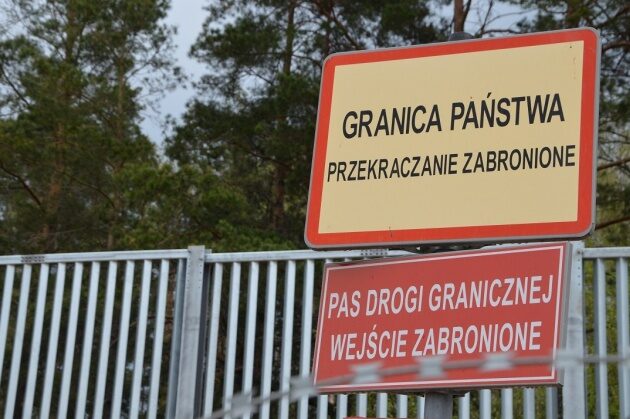 GRANICA PAŃSTWA
PRZEKRACZANIE ZABRONIONE
PAS DROGI GRANICZNEJ
WEJŚCIE ZABRONIONE